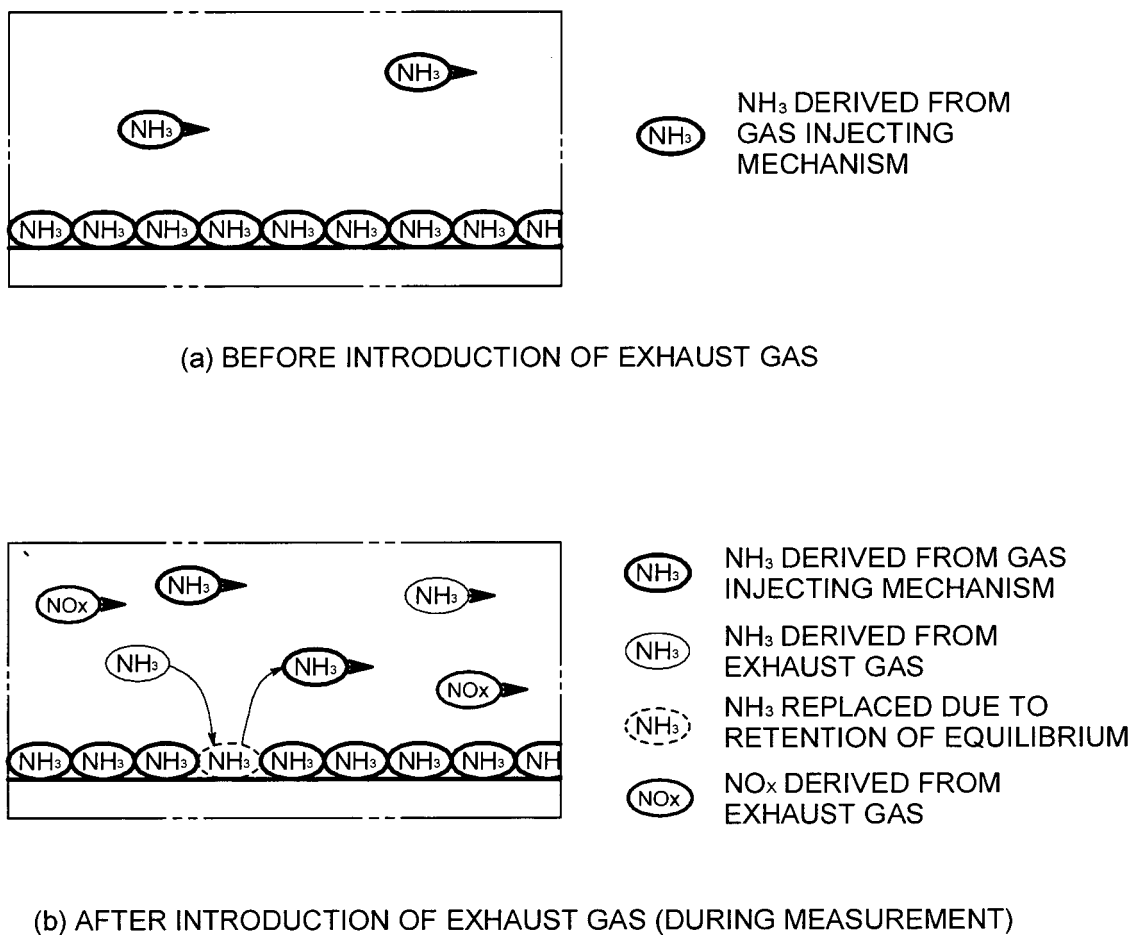 NH₃
NH₃
NH₃ DERIVED FROM
GAS INJECTING
MECHANISM
NH₃
NH₃ NH₃ NH₃ NH₃ NH₃ NH₃ NH₃ NH₃ NH
(a) BEFORE INTRODUCTION OF EXHAUST GAS
NH₃
NOx
NH₃
NH₃
NH₃
NOx
NH₃ NH₃ NH₃ NH₃ NH₃ NH₃ NH₃ NH₃ NH
NH₃
NH₃ DERIVED FROM GAS
INJECTING MECHANISM
NH₃
NH₃ DERIVED FROM
EXHAUST GAS
NH₃
NH₃ REPLACED DUE TO
RETENTION OF EQUILIBRIUM
NOx
NOx DERIVED FROM
EXHAUST GAS
(b) AFTER INTRODUCTION OF EXHAUST GAS (DURING MEASUREMENT)